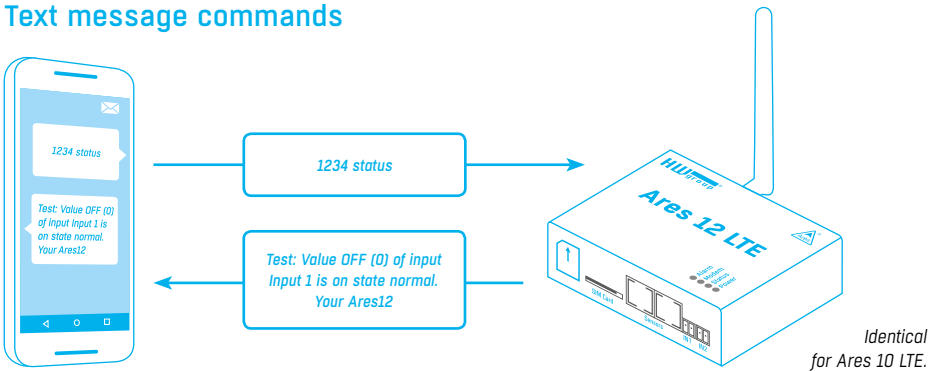 Text message commands
1234 status
Test: Value OFF (0)
of input Input 1 is
on state normal.
Your Ares12
1234 status
Test: Value OFF (0) of input
Input 1 is on state normal.
Your Ares12
HW group
Ares 12 LTE
Ares
Alarm
Modem
Status
Power
SIM Card
Sensors
IN1 IN2
Identical
for Ares 10 LTE.